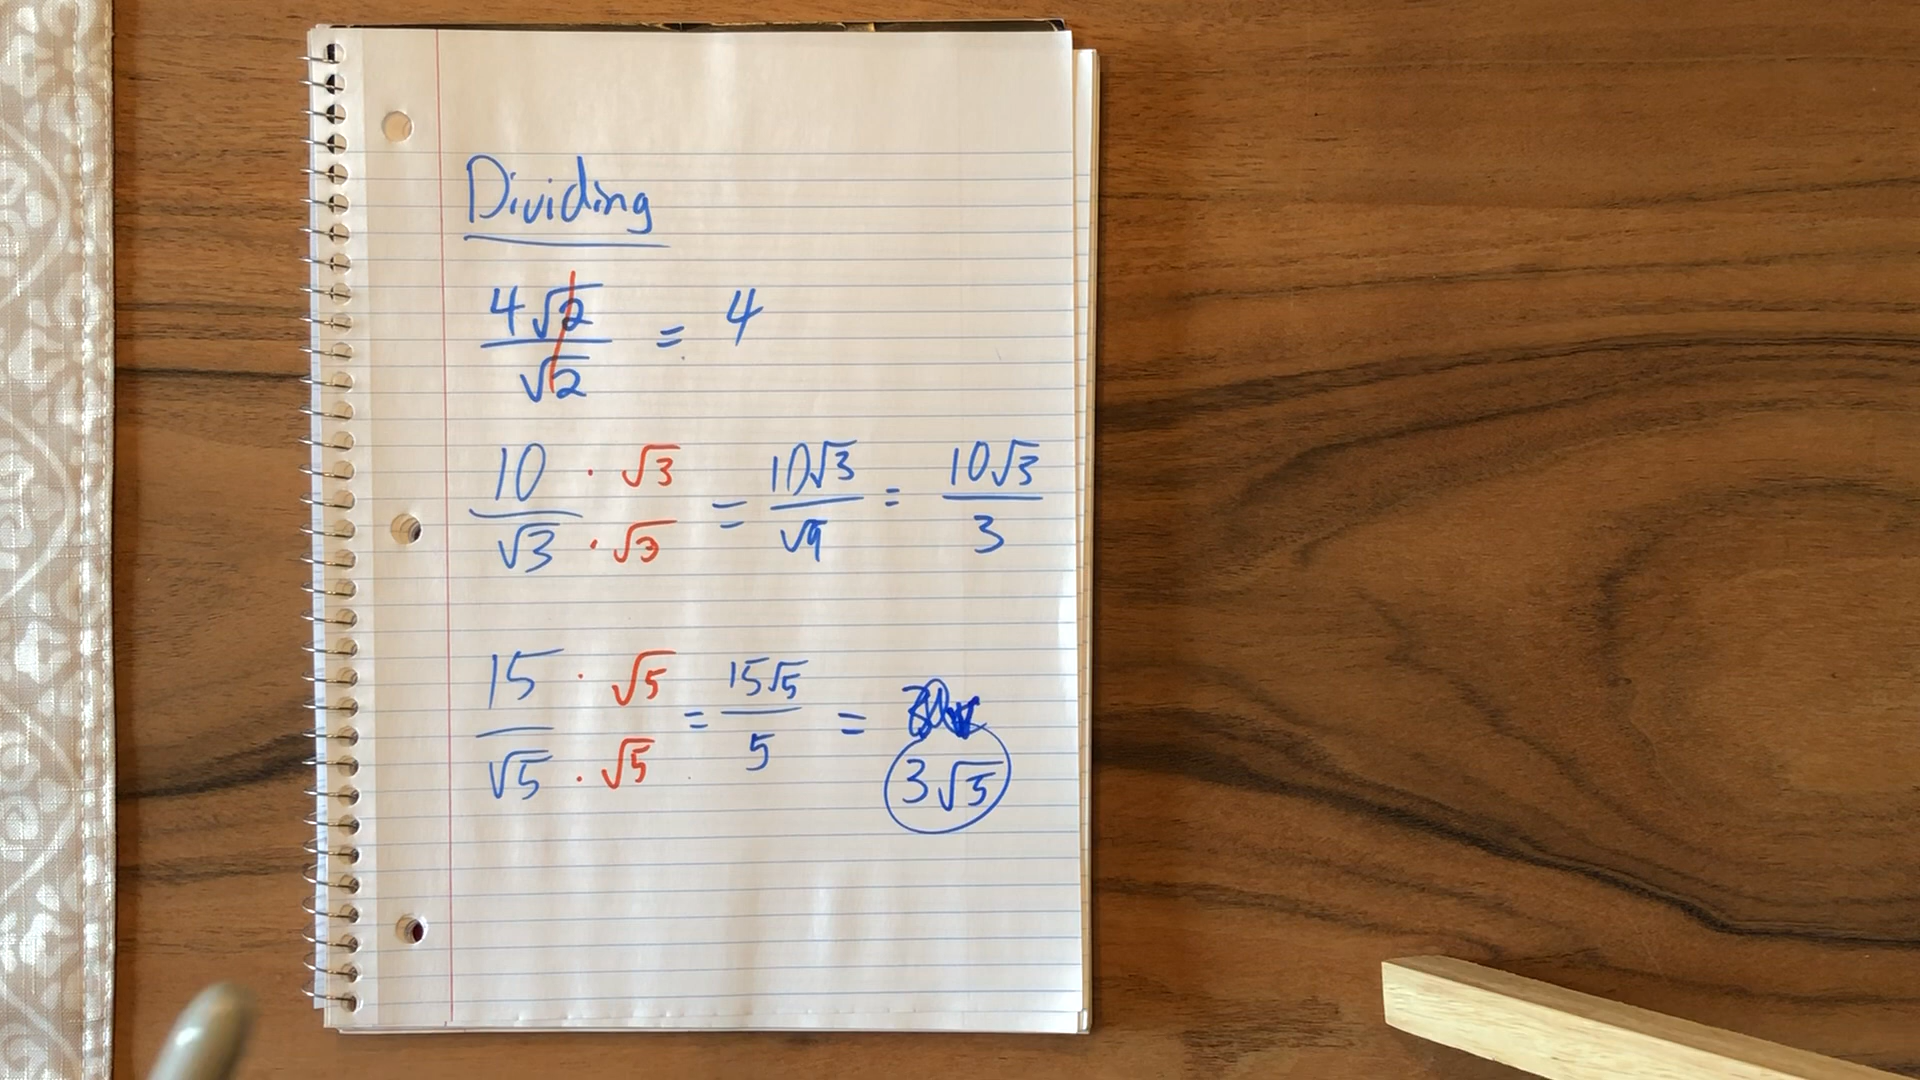 Dividing
4√2 / √2 = 4
10 · √3 / √3 · √3 = 10√3 / √9 = 10√3 / 3
15 · √5 / √5 · √5 = 15√5 / 5 =
3√5